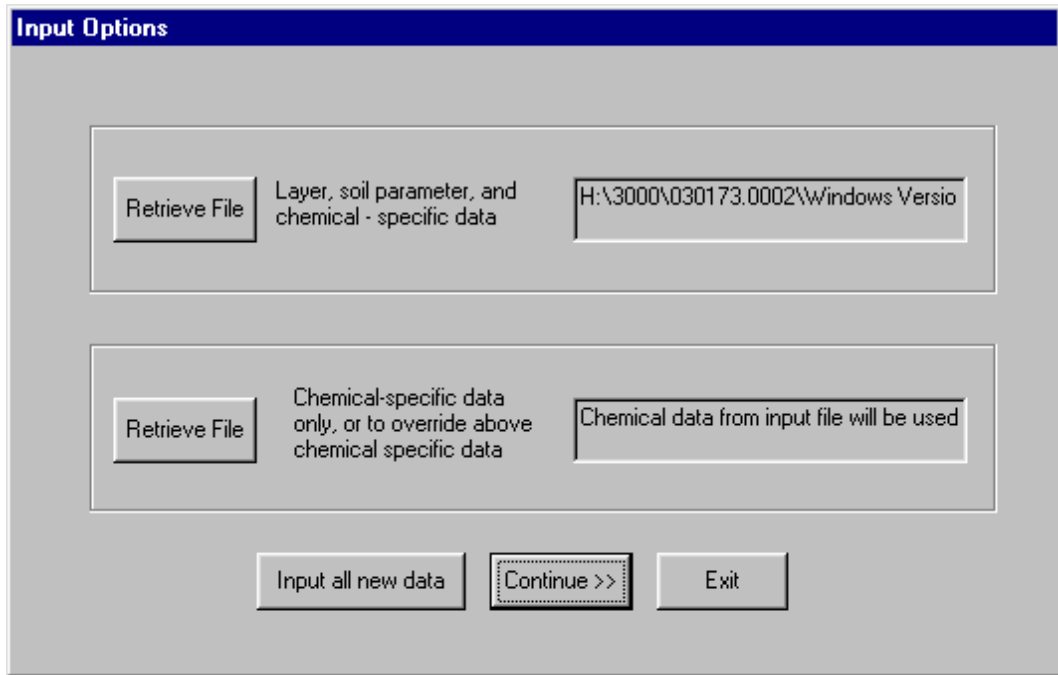 Input Options
Retrieve File
Layer, soil parameter, and
chemical - specific data
H:\3000\030173.0002\Windows Versio
Retrieve File
Chemical-specific data
only, or to override above
chemical specific data
Chemical data from input file will be used
Input all new data
Continue >>
Exit